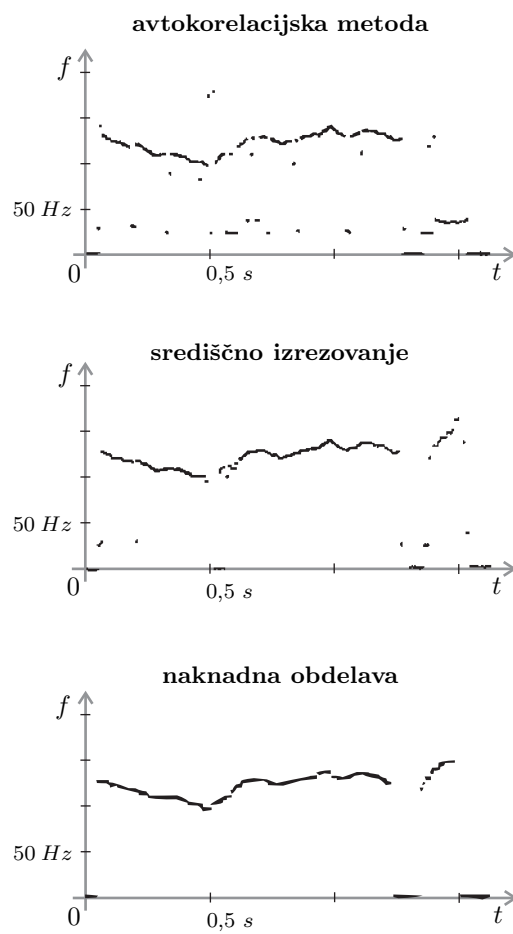 avtokorelacijska metoda
f
50 Hz
0
0,5 s
t
središčno izrezovanje
f
50 Hz
0
0,5 s
t
naknadna obdelava
f
50 Hz
0
0,5 s
t